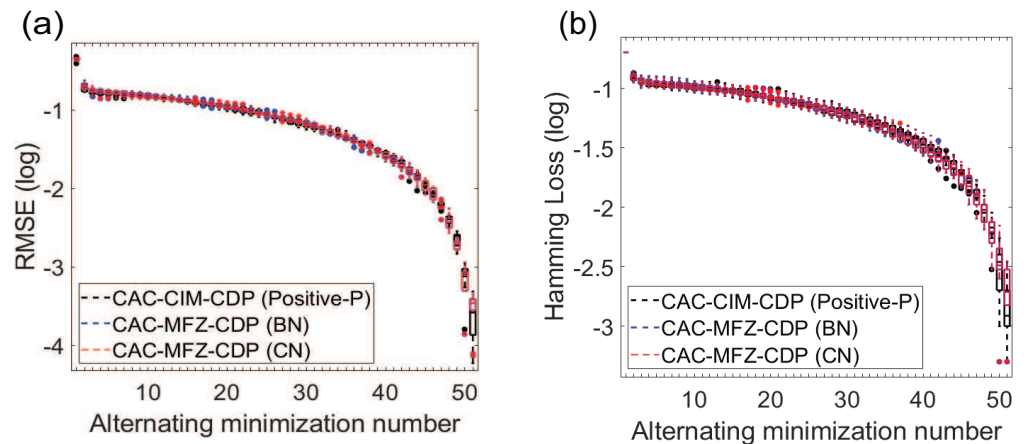 (a)
RMSE (log)
-1
-2
-3
-4
CAC-CIM-CDP (Positive-P)
CAC-MFZ-CDP (BN)
CAC-MFZ-CDP (CN)
10 20 30 40 50
Alternating minimization number
(b)
Hamming Loss (log)
-1
-1.5
-2
-2.5
-3
CAC-CIM-CDP (Positive-P)
CAC-MFZ-CDP (BN)
CAC-MFZ-CDP (CN)
10 20 30 40 50
Alternating minimization number